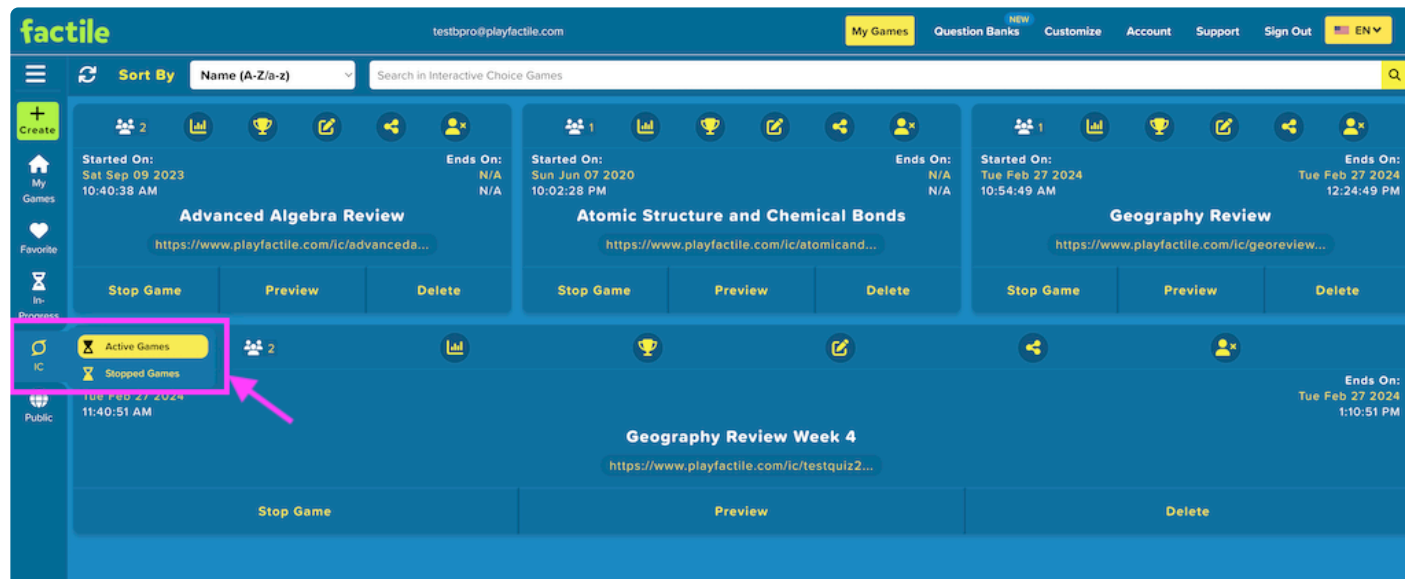 factile
testbpro@playfactile.com
My Games
Question Banks
NEW
Customize
Account
Support
Sign Out
EN
Sort By
Name (A-Z/a-z)
Search in Interactive Choice Games
Create
My
Games
Favorite
In-
Progress
IC
Active Games
Stopped Games
Public
2
Started On:
Sat Sep 09 2023
10:40:38 AM
Ends On:
N/A
N/A
Advanced Algebra Review
https://www.playfactile.com/ic/advanceda...
Stop Game
Preview
Delete
1
Started On:
Sun Jun 07 2020
10:02:28 PM
Ends On:
N/A
N/A
Atomic Structure and Chemical Bonds
https://www.playfactile.com/ic/atomicand...
Stop Game
Preview
Delete
1
Started On:
Tue Feb 27 2024
10:54:49 AM
Ends On:
Tue Feb 27 2024
12:24:49 PM
Geography Review
https://www.playfactile.com/ic/georeview...
Stop Game
Preview
Delete
2
Tue Feb 27 2024
11:40:51 AM
Ends On:
Tue Feb 27 2024
1:10:51 PM
Geography Review Week 4
https://www.playfactile.com/ic/testquiz2...
Stop Game
Preview
Delete